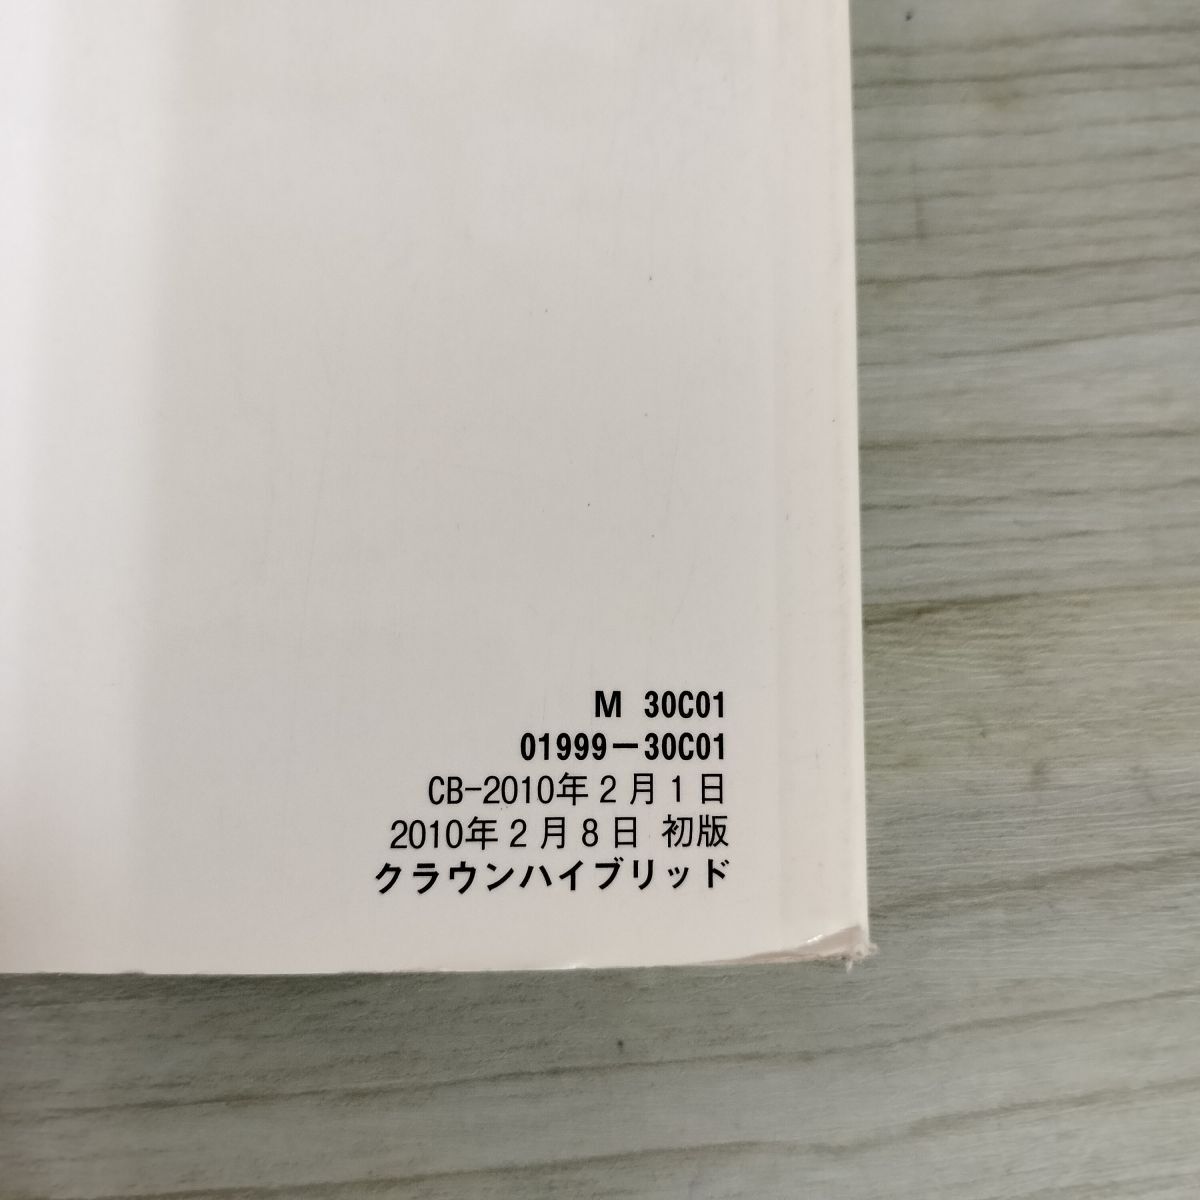 M 30C01
01999−30C01
CB-2010年2月1日
2010年2月8日 初版
クラウンハイブリッド